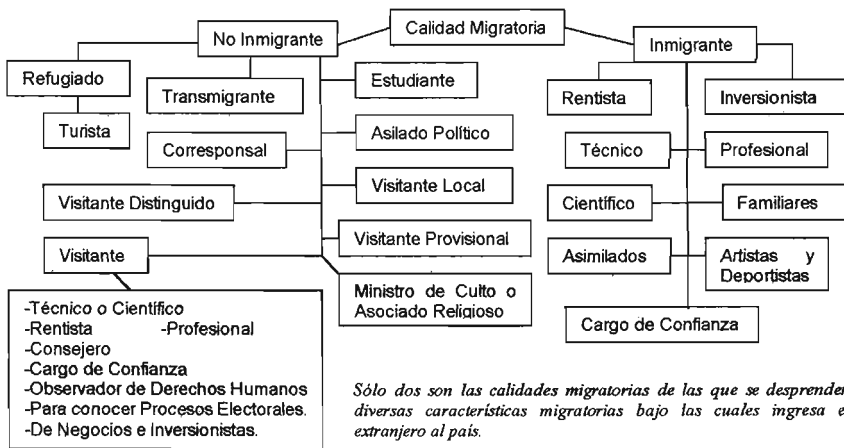 Calidad Migratoria
No Inmigrante
Inmigrante
Refugiado
Turista
Transmigrante
Estudiante
Corresponsal
Asilado Político
Visitante Distinguido
Visitante Local
Visitante Provisional
Visitante
Ministro de Culto o
Asociado Religioso
-Técnico o Científico
-Rentista -Profesional
-Consejero
-Cargo de Confianza
-Observador de Derechos Humanos
-Para conocer Procesos Electorales.
-De Negocios e Inversionistas.
Rentista
Inversionista
Técnico
Profesional
Científico
Familiares
Asimilados
Artistas y
Deportistas
Cargo de Confianza
Sólo dos son las calidades migratorias de las que se desprenden
diversas características migratorias bajo las cuales ingresa e
extranjero al país.